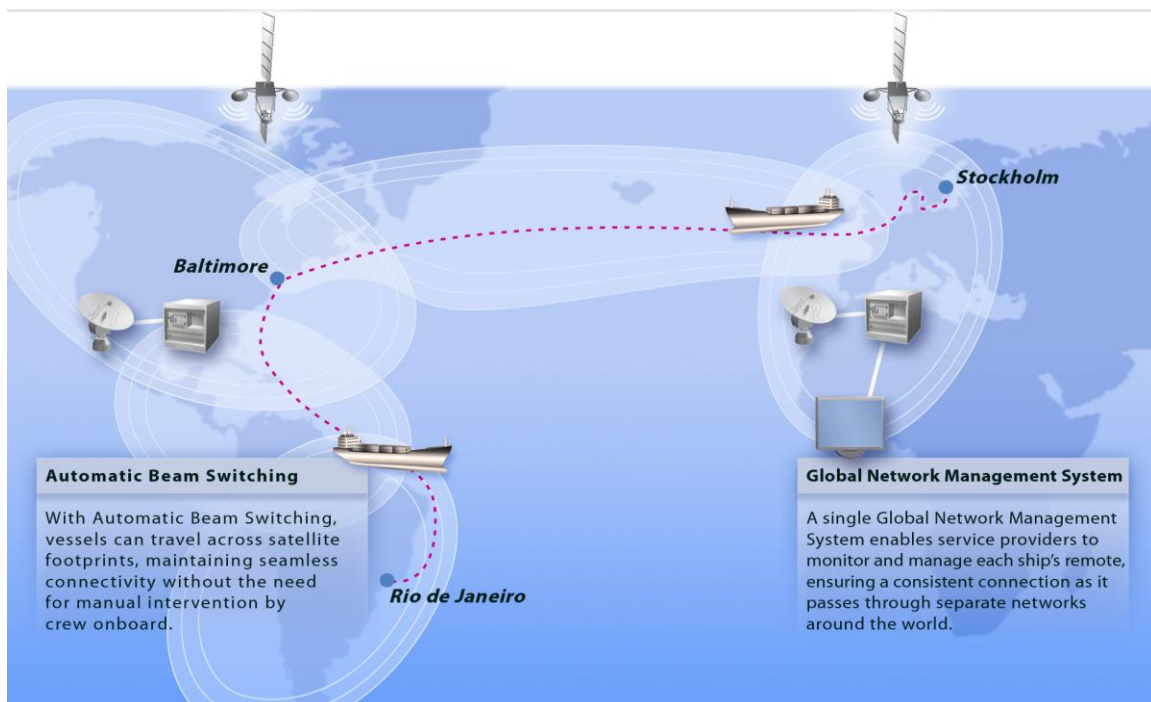 Stockholm
Baltimore
Automatic Beam Switching
With Automatic Beam Switching,
vessels can travel across satellite
footprints, maintaining seamless
connectivity without the need
for manual intervention by
crew onboard.
Rio de Janeiro
Global Network Management System
A single Global Network Management
System enables service providers to
monitor and manage each ship's remote,
ensuring a consistent connection as it
passes through separate networks
around the world.